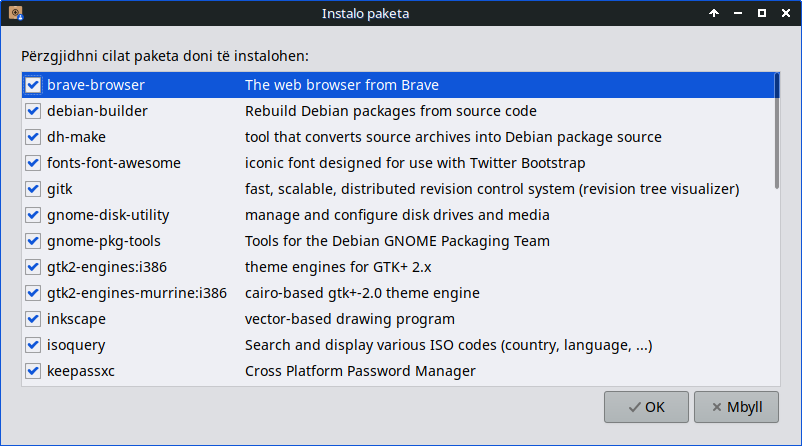 Instalo paketa
Përzgjidhni cilat paketa doni të instalohen:
brave-browser The web browser from Brave
debian-builder Rebuild Debian packages from source code
dh-make tool that converts source archives into Debian package source
fonts-font-awesome iconic font designed for use with Twitter Bootstrap
gitk fast, scalable, distributed revision control system (revision tree visualizer)
gnome-disk-utility manage and configure disk drives and media
gnome-pkg-tools Tools for the Debian GNOME Packaging Team
gtk2-engines:i386 theme engines for GTK+ 2.x
gtk2-engines-murrine:i386 cairo-based gtk+-2.0 theme engine
inkscape vector-based drawing program
isoquery Search and display various ISO codes (country, language, ...)
keepassxc Cross Platform Password Manager
OK Mbyll